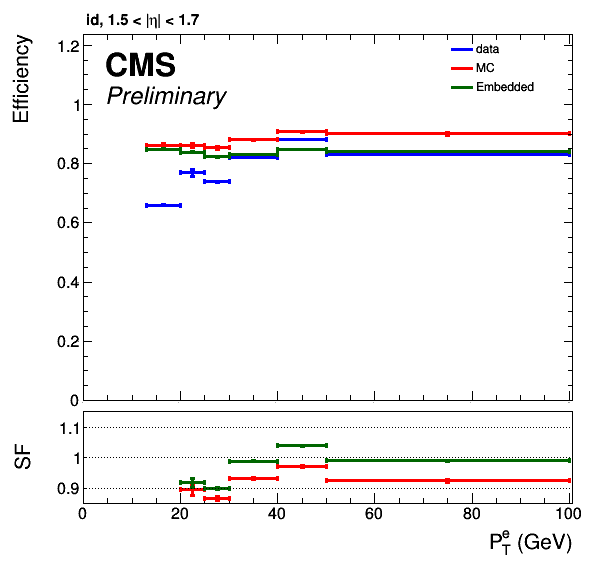 id, 1.5 < |η| < 1.7
Efficiency
CMS
Preliminary
data
MC
Embedded
1.2
1
0.8
0.6
0.4
0.2
0
SF
1.1
1
0.9
0 20 40 60 80 100
P_T^e (GeV)